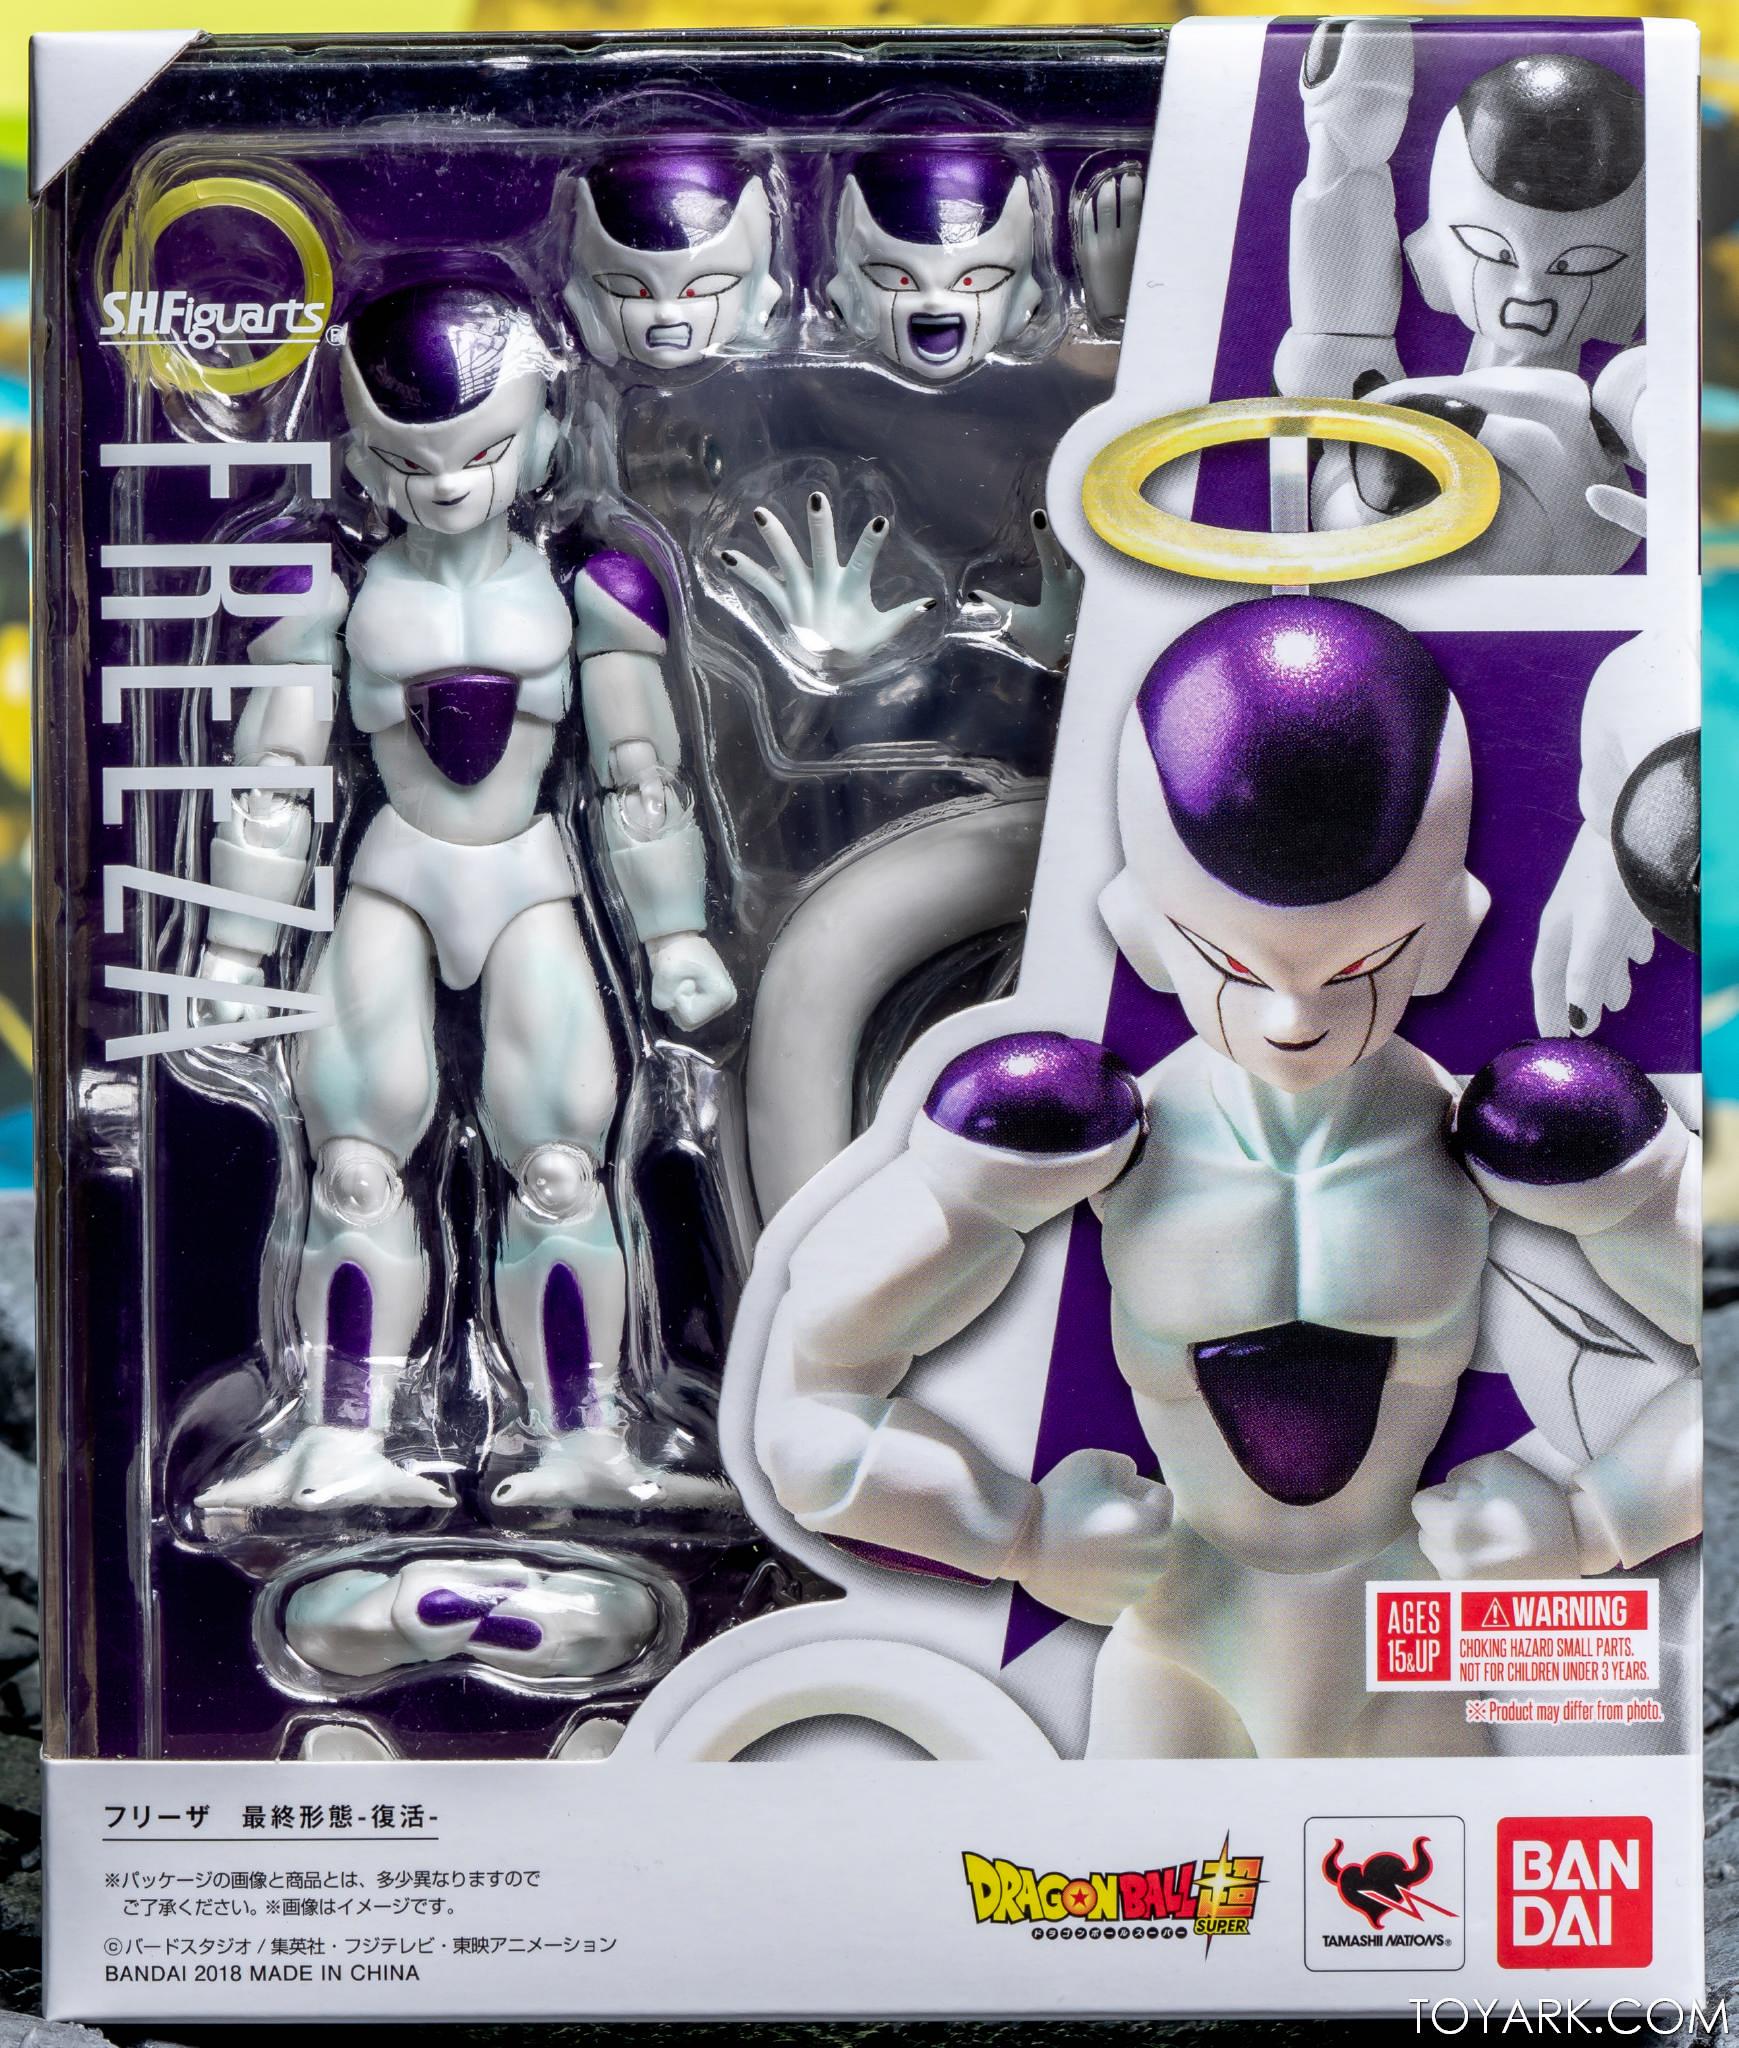 S.H.Figuarts
FREEZA
AGES
15&UP
⚠WARNING
CHOKING HAZARD SMALL PARTS.
NOT FOR CHILDREN UNDER 3 YEARS.
※Product may differ from photo.
フリーザ 最終形態-復活-
※パッケージの画像と商品とは、多少異なりますので
ご了承ください。※画像はイメージです。
©バードスタジオ / 集英社・フジテレビ・東映アニメーション
BANDAI 2018 MADE IN CHINA
DRAGON BALL超
SUPER
ドラゴンボールスーパー
TAMASHII NATIONS®
BAN
DAI
TOYARK.COM